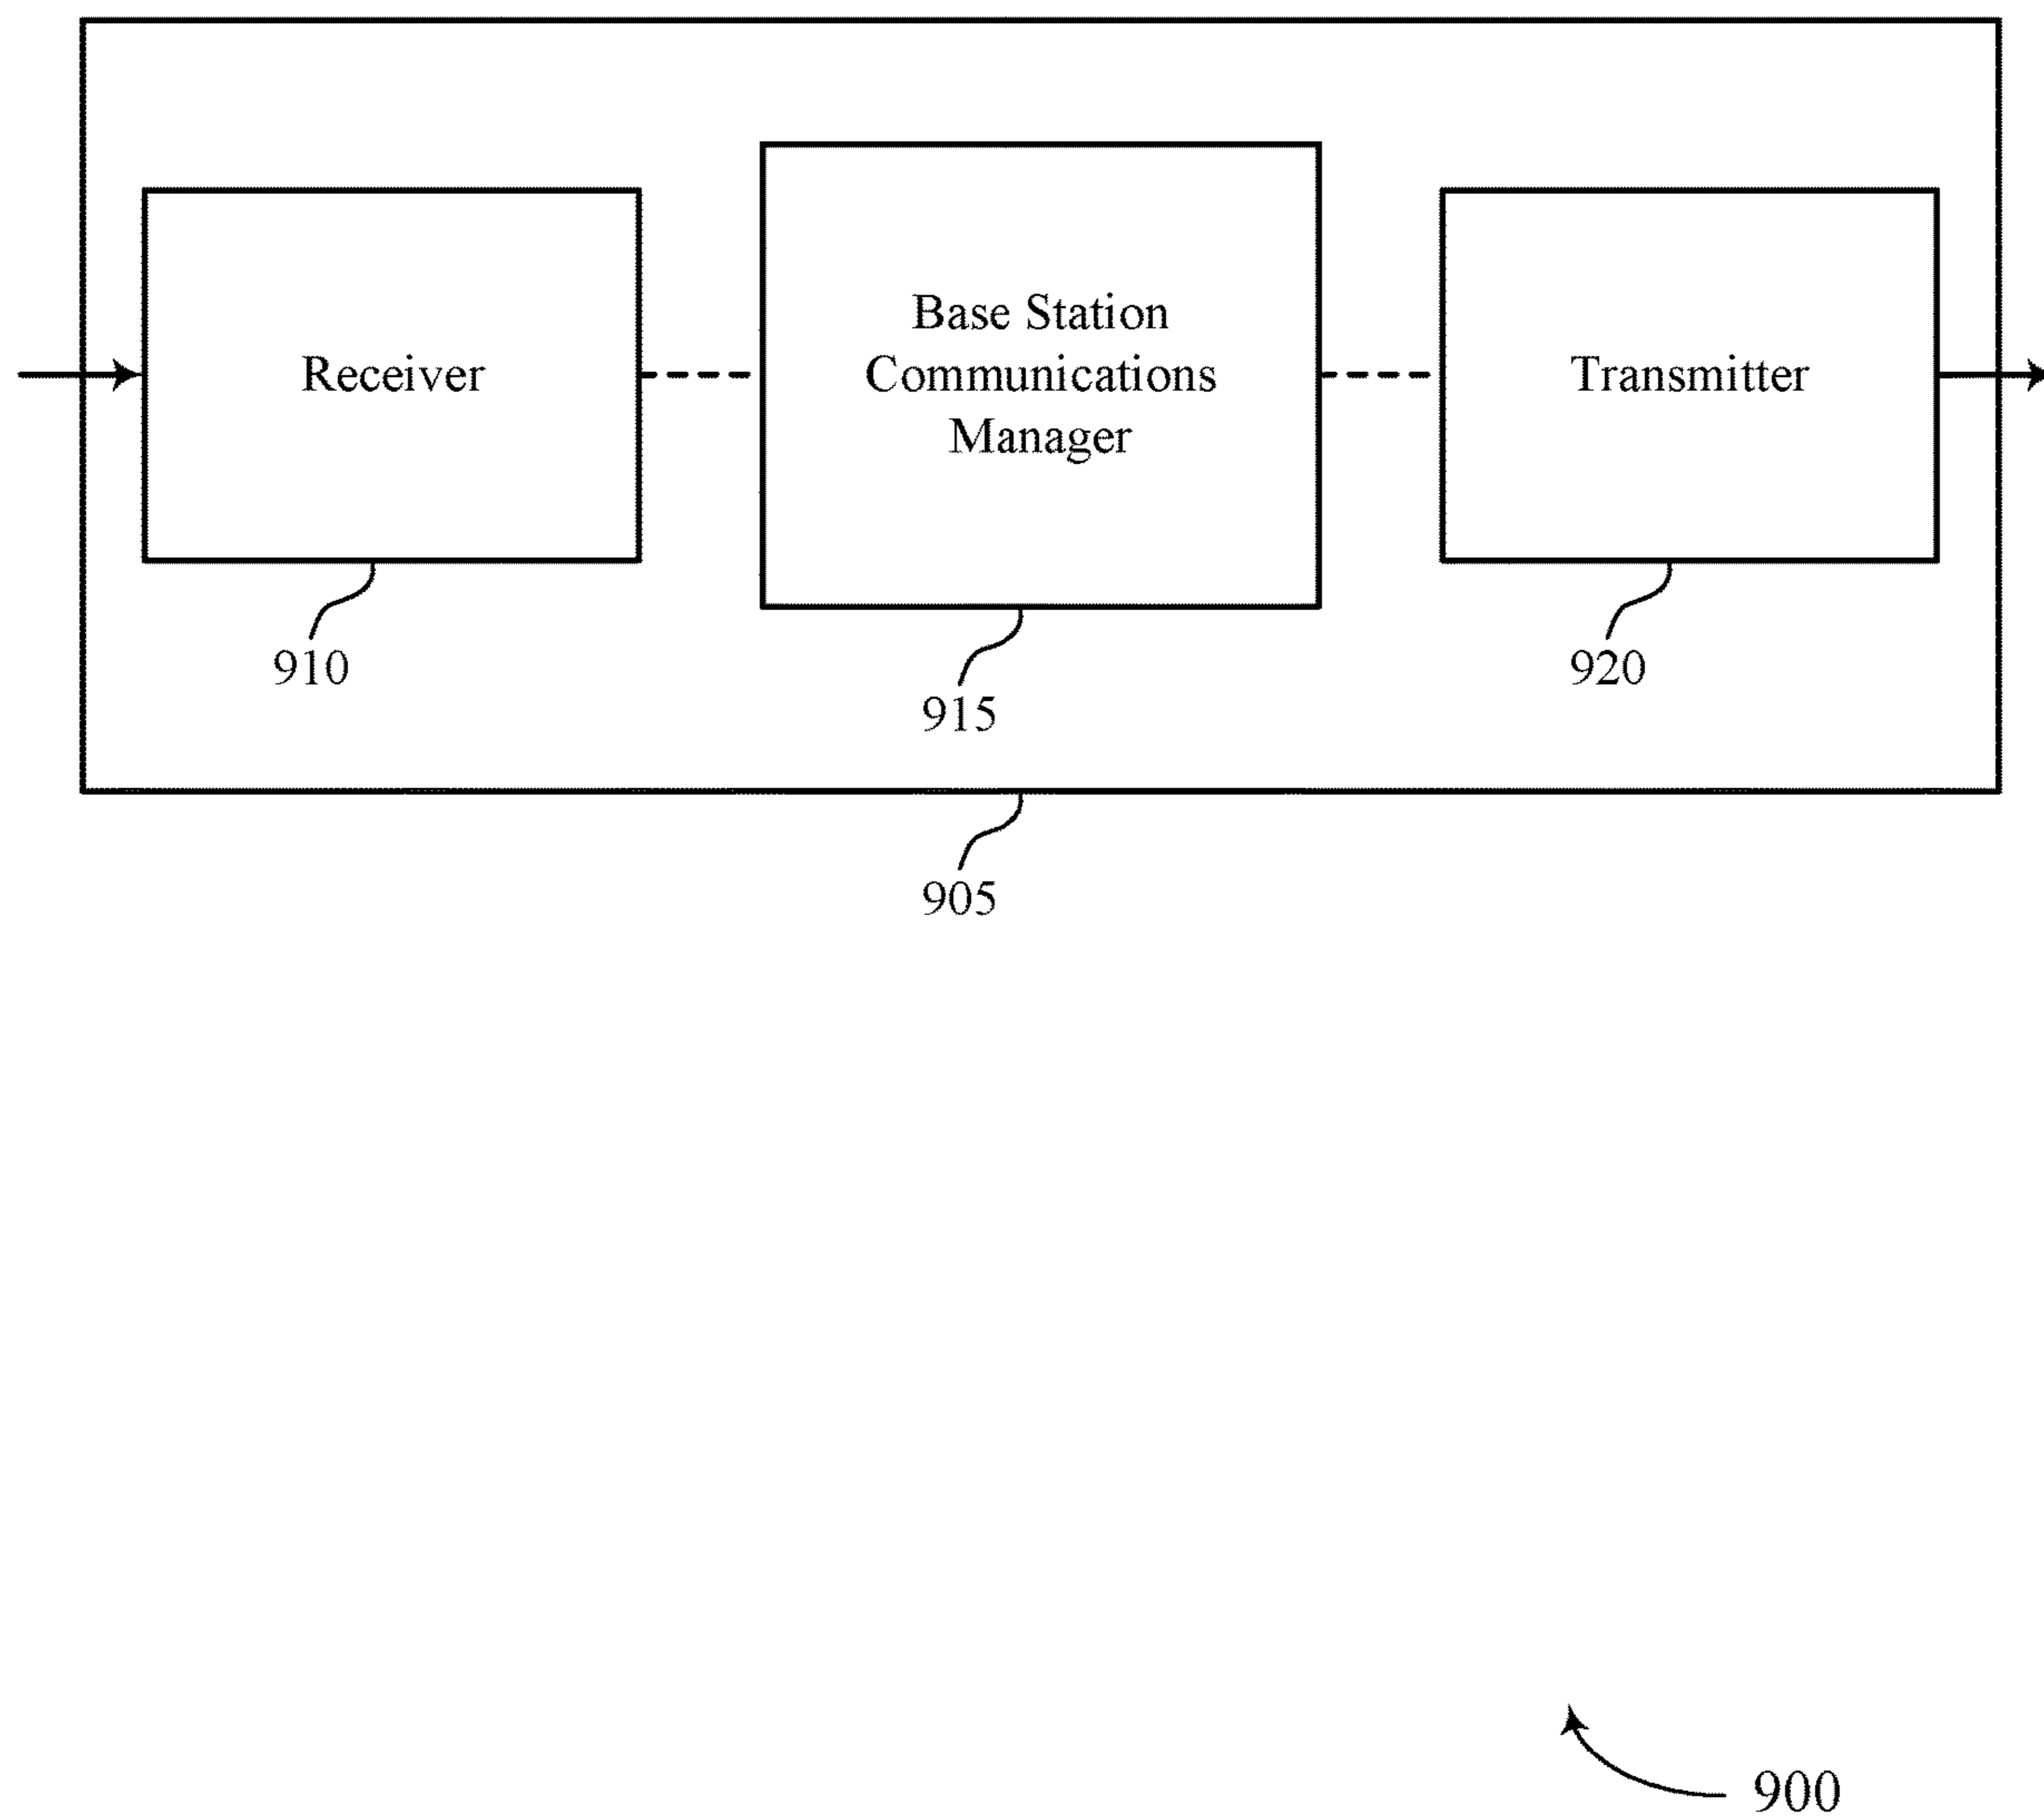 Receiver
Base Station
Communications
Manager
Transmitter
910
915
920
905
900